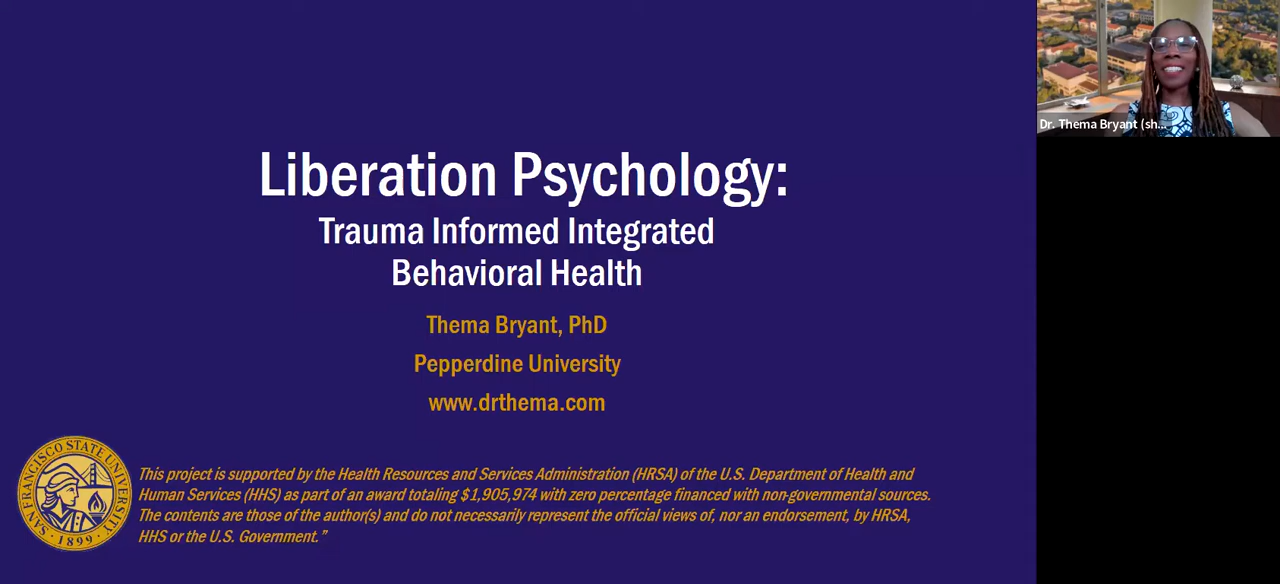 Liberation Psychology:
Trauma Informed Integrated
Behavioral Health
Thema Bryant, PhD
Pepperdine University
www.drthema.com
This project is supported by the Health Resources and Services Administration (HRSA) of the U.S. Department of Health and
Human Services (HHS) as part of an award totaling $1,905,974 with zero percentage financed with non-governmental sources.
The contents are those of the author(s) and do not necessarily represent the official views of, nor an endorsement, by HRSA,
HHS or the U.S. Government.”
SAN FRANCISCO STATE UNIVERSITY
1899
Dr. Thema Bryant (sh...